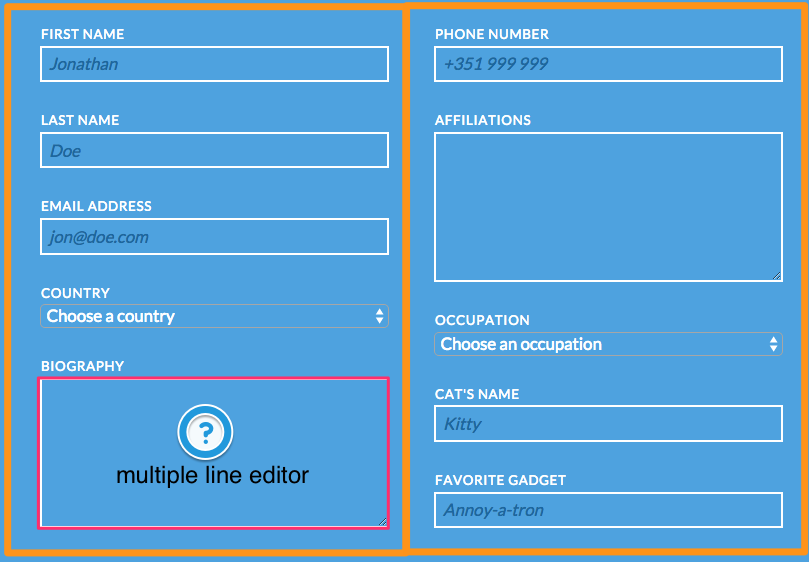 FIRST NAME
Jonathan
LAST NAME
Doe
EMAIL ADDRESS
jon@doe.com
COUNTRY
Choose a country
BIOGRAPHY
?
multiple line editor
PHONE NUMBER
+351 999 999
AFFILIATIONS
OCCUPATION
Choose an occupation
CAT'S NAME
Kitty
FAVORITE GADGET
Annoy-a-tron